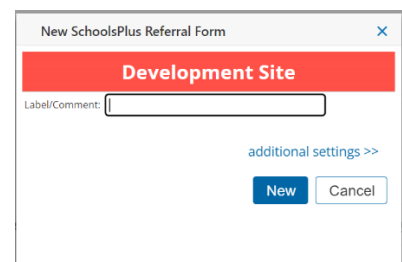 New SchoolsPlus Referral Form
Development Site
Label/Comment:
additional settings >>
New Cancel